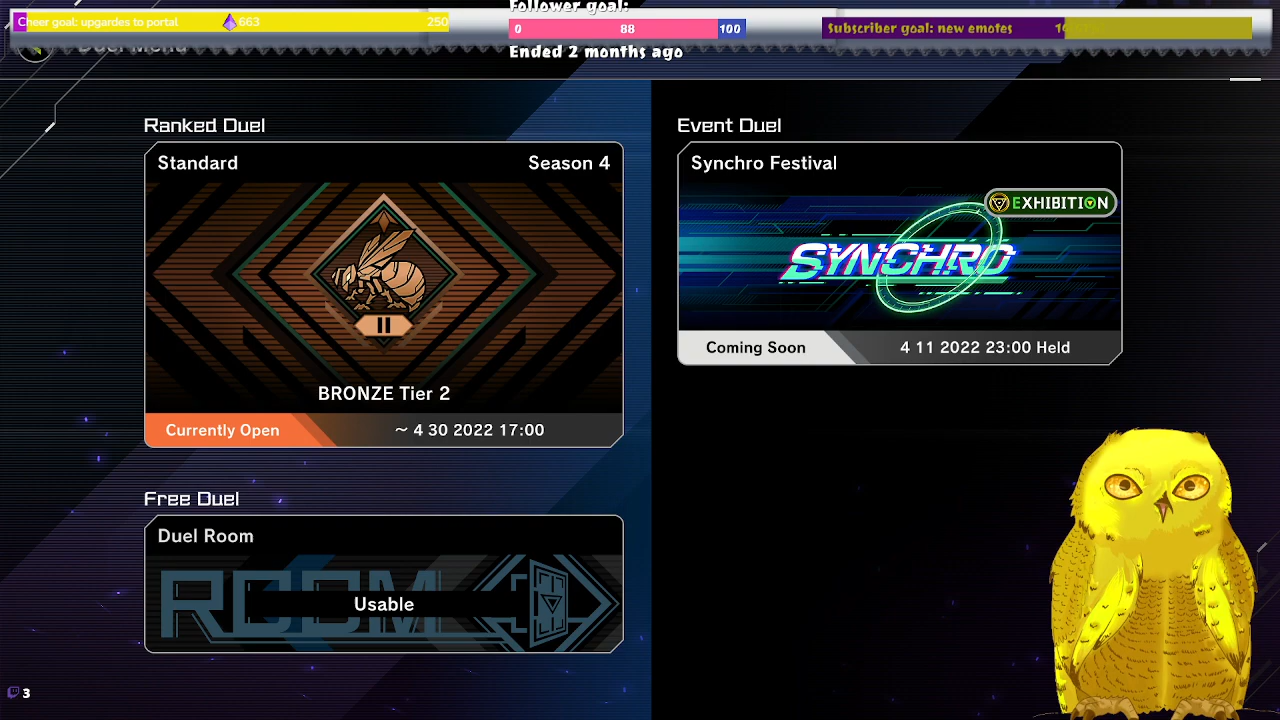 Follower goal:
Cheer goal: upgardes to portal 663 250
0 88 100
Subscriber goal: new emotes
Duel Menu
Ended 2 months ago
Ranked Duel
Standard Season 4
II
BRONZE Tier 2
Currently Open ~ 4 30 2022 17:00
Event Duel
Synchro Festival
EXHIBITION
SYNCHRO
Coming Soon 4 11 2022 23:00 Held
Free Duel
Duel Room
ROOM
Usable
3